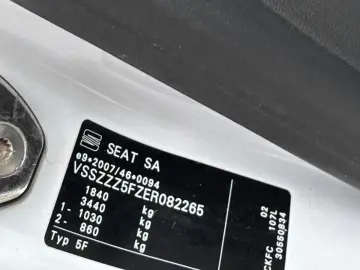 SEAT SA
e9*2007/46*0094
VSSZZZ5FZER082265
1840 kg
1- 3440 kg
2- 1030 kg
860 kg
Typ 5F
02
CKFC 107L
30560834